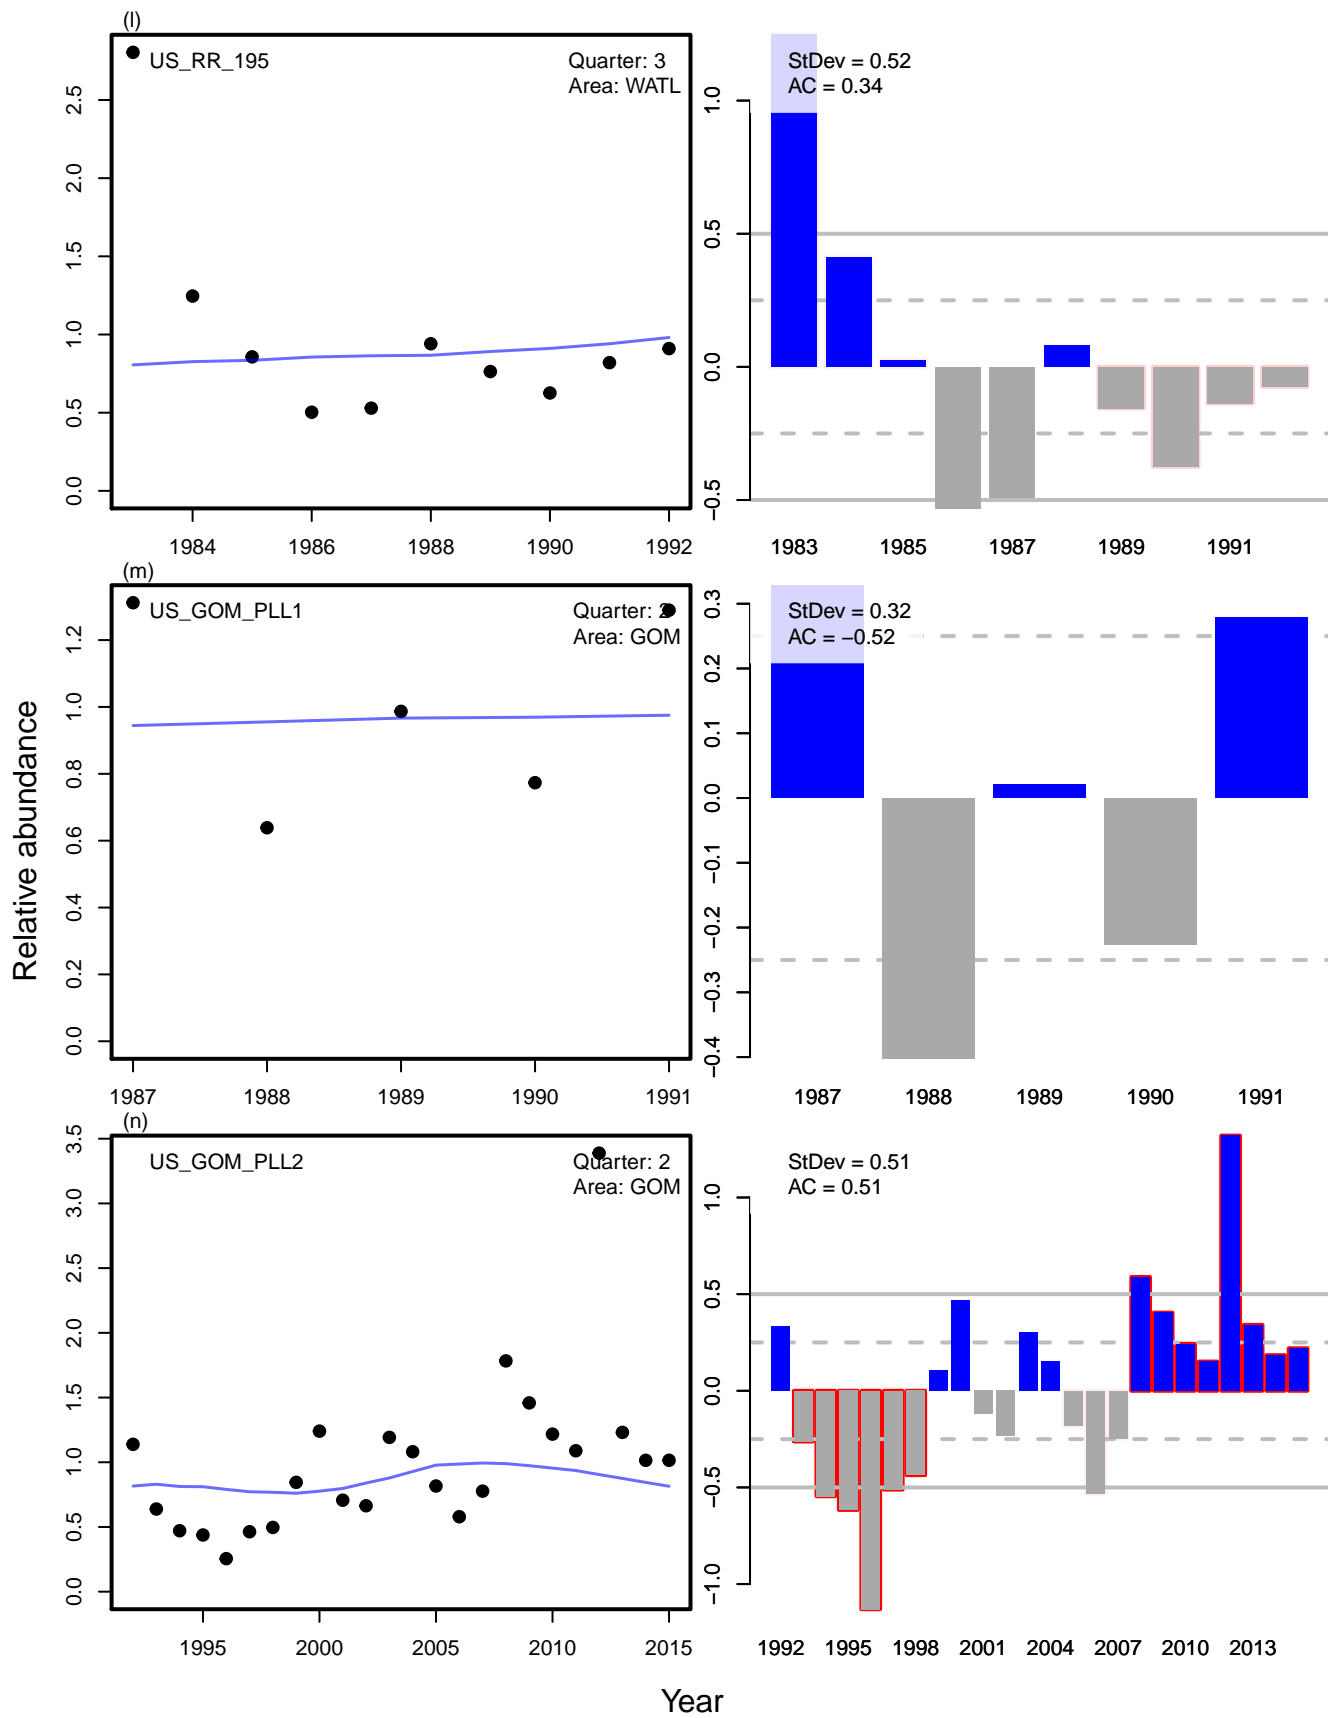 (l)
US_RR_195
Quarter: 3
Area: WATL
0.0 0.5 1.0 1.5 2.0 2.5
1984 1986 1988 1990 1992
StDev = 0.52
AC = 0.34
−0.5 0.0 0.5 1.0
1983 1985 1987 1989 1991
(m)
US_GOM_PLL1
Quarter: 2
Area: GOM
0.0 0.2 0.4 0.6 0.8 1.0 1.2
1987 1988 1989 1990 1991
StDev = 0.32
AC = −0.52
−0.4 −0.3 −0.2 −0.1 0.0 0.1 0.2 0.3
1987 1988 1989 1990 1991
(n)
US_GOM_PLL2
Quarter: 2
Area: GOM
0.0 0.5 1.0 1.5 2.0 2.5 3.0 3.5
1995 2000 2005 2010 2015
StDev = 0.51
AC = 0.51
−1.0 −0.5 0.0 0.5 1.0
1992 1995 1998 2001 2004 2007 2010 2013
Relative abundance
Year